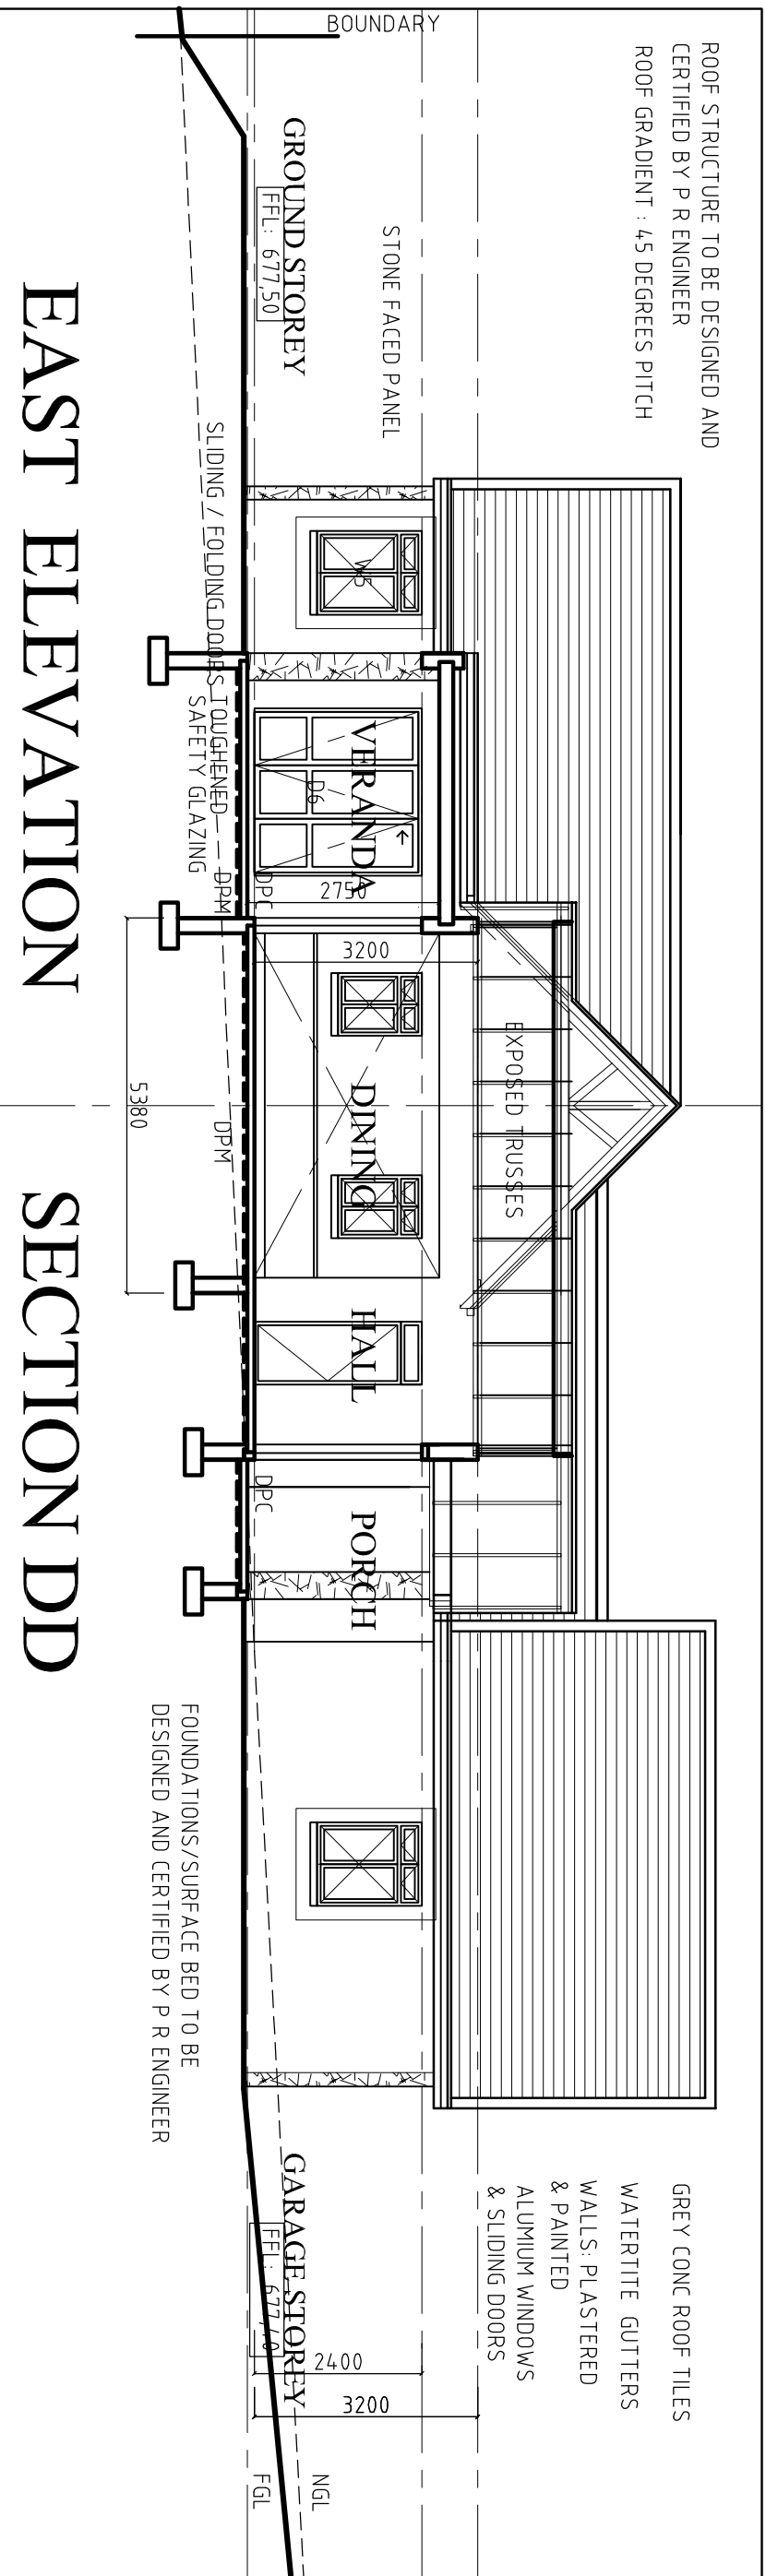 BOUNDARY
ROOF STRUCTURE TO BE DESIGNED AND
CERTIFIED BY P R ENGINEER
ROOF GRADIENT : 45 DEGREES PITCH
STONE FACED PANEL
GROUND STOREY
FFL: 677,50
W5
VERANDA
D6
SLIDING / FOLDING DOORS TOUGHENED
SAFETY GLAZING
DPC
DPM
2750
3200
EXPOSED TRUSSES
DINING
HALL
5380
DPM
DPC
PORCH
FOUNDATIONS/SURFACE BED TO BE
DESIGNED AND CERTIFIED BY P R ENGINEER
GREY CONC ROOF TILES
WATERTITE GUTTERS
WALLS: PLASTERED
& PAINTED
ALUMIUM WINDOWS
& SLIDING DOORS
GARAGE STOREY
FFL:
2400
3200
NGL
FGL
EAST ELEVATION
SECTION DD